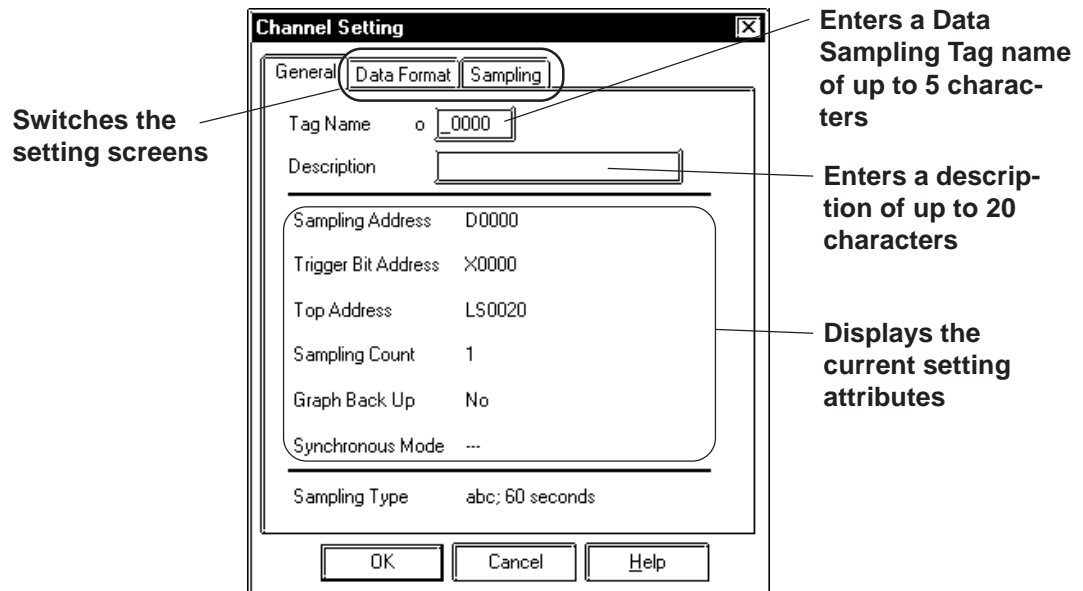 Channel Setting
General Data Format Sampling
Tag Name o _0000
Description
Sampling Address D0000
Trigger Bit Address X0000
Top Address LS0020
Sampling Count 1
Graph Back Up No
Synchronous Mode ---
Sampling Type abc; 60 seconds
OK Cancel Help
Switches the
setting screens
Enters a Data
Sampling Tag name
of up to 5 charac-
ters
Enters a descrip-
tion of up to 20
characters
Displays the
current setting
attributes